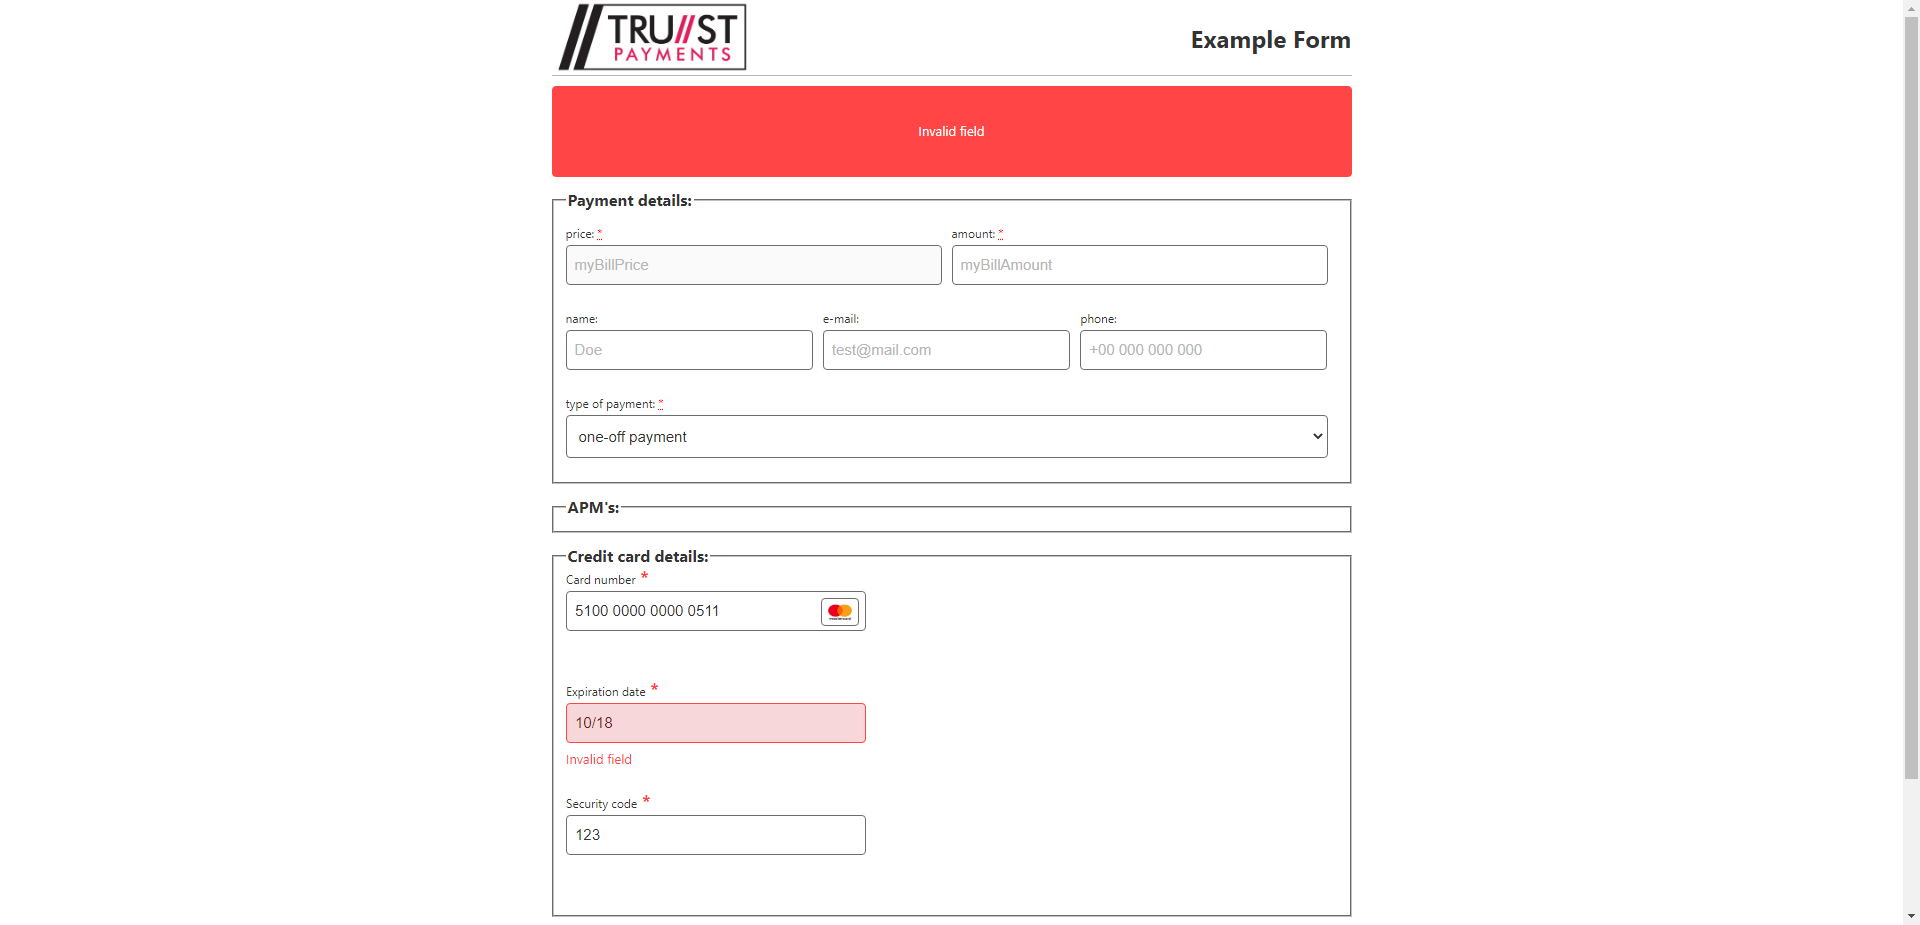 TRU//ST
PAYMENTS
Example Form
Invalid field
Payment details:
price: *
amount: *
myBillPrice
myBillAmount
name:
e-mail:
phone:
Doe
test@mail.com
+00 000 000 000
type of payment: *
one-off payment
APM's:
Credit card details:
Card number *
5100 0000 0000 0511
Expiration date *
10/18
Invalid field
Security code *
123